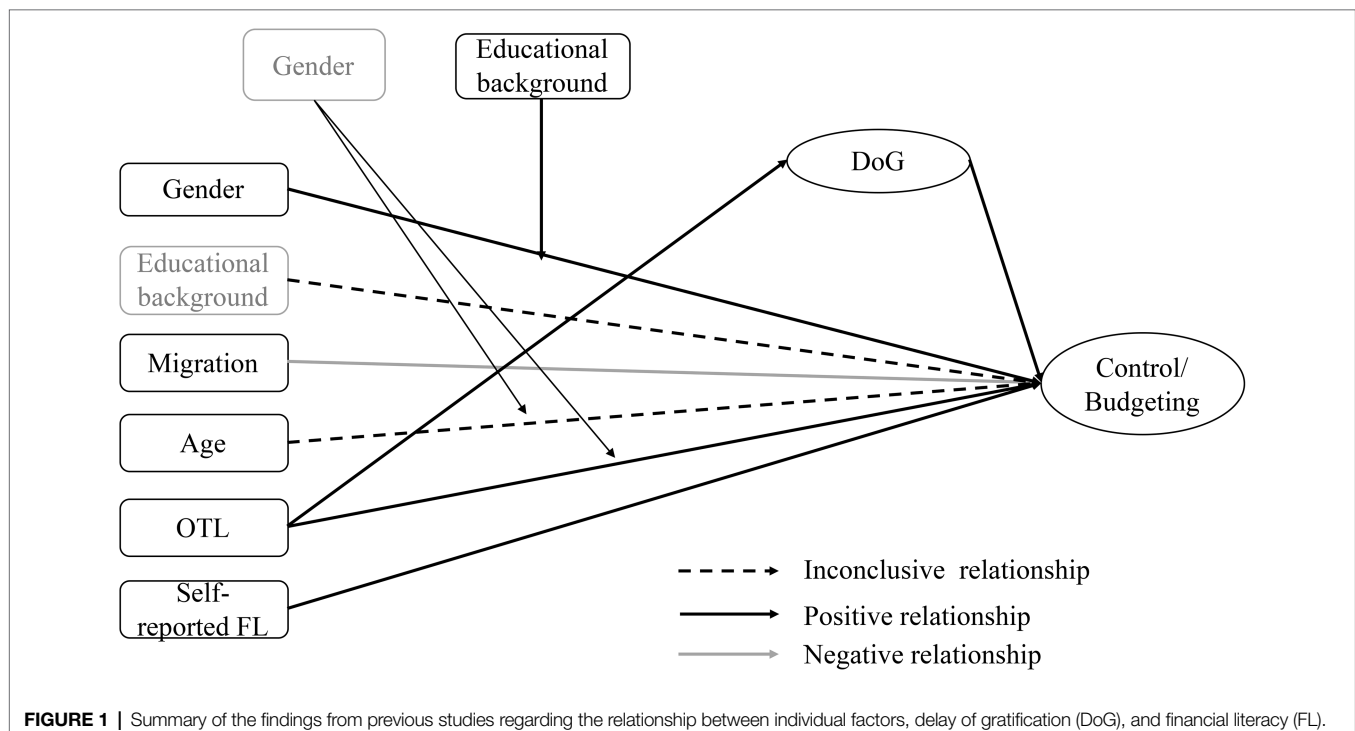 Gender
Educational
background
Gender
Educational
background
Migration
Age
OTL
Self-
reported FL
DoG
Control/
Budgeting
Inconclusive relationship
Positive relationship
Negative relationship
FIGURE 1 | Summary of the findings from previous studies regarding the relationship between individual factors, delay of gratification (DoG), and financial literacy (FL).